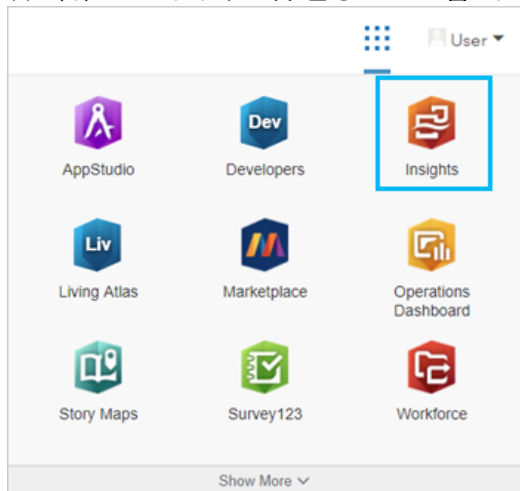 User
AppStudio
Dev
Developers
Insights
Liv
Living Atlas
Marketplace
Operations
Dashboard
Story Maps
Survey123
Workforce
Show More